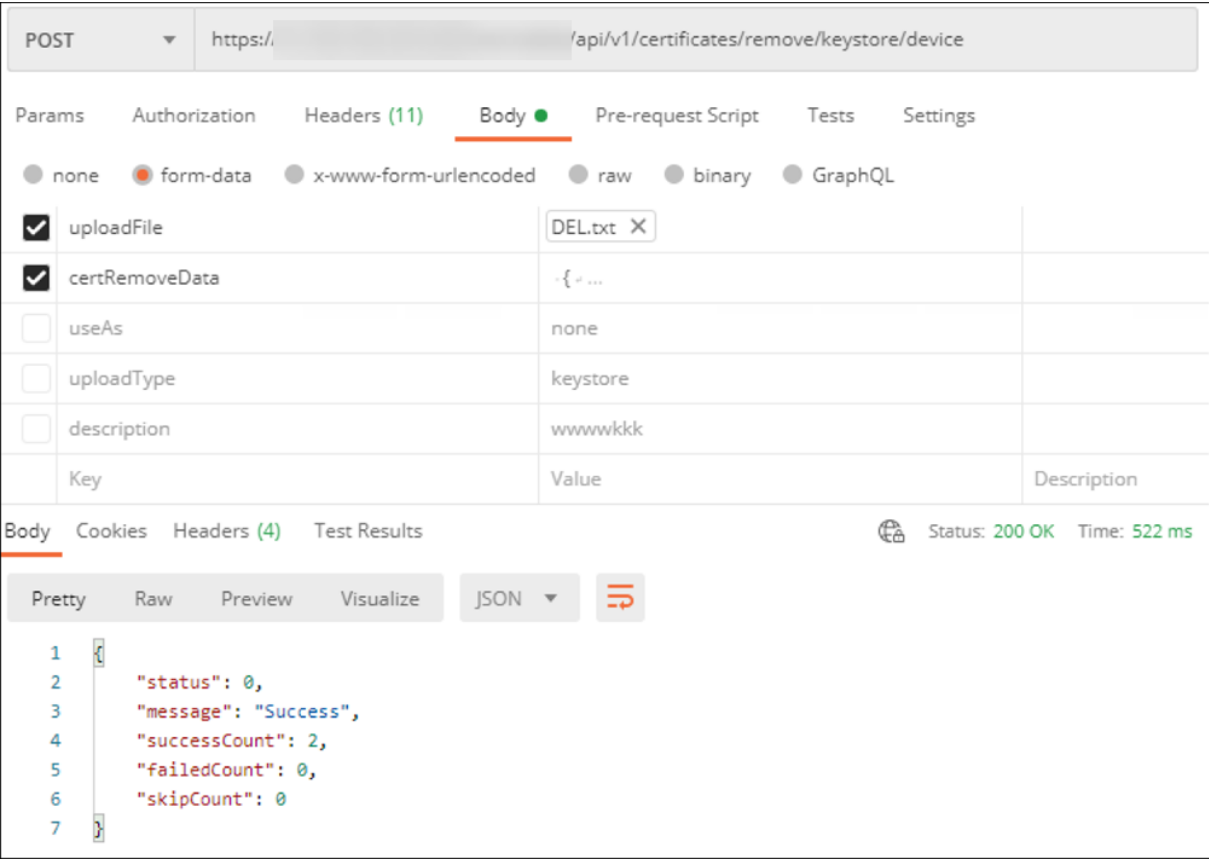 POST https:// /api/v1/certificates/remove/keystore/device
Params Authorization Headers (11) Body Pre-request Script Tests Settings
none form-data x-www-form-urlencoded raw binary GraphQL
uploadFile DEL.txt
certRemoveData { ...
useAs none
uploadType keystore
description wwwwkkk
Key Value Description
Body Cookies Headers (4) Test Results Status: 200 OK Time: 522 ms
Pretty Raw Preview Visualize JSON
1 {
2 "status": 0,
3 "message": "Success",
4 "successCount": 2,
5 "failedCount": 0,
6 "skipCount": 0
7 }